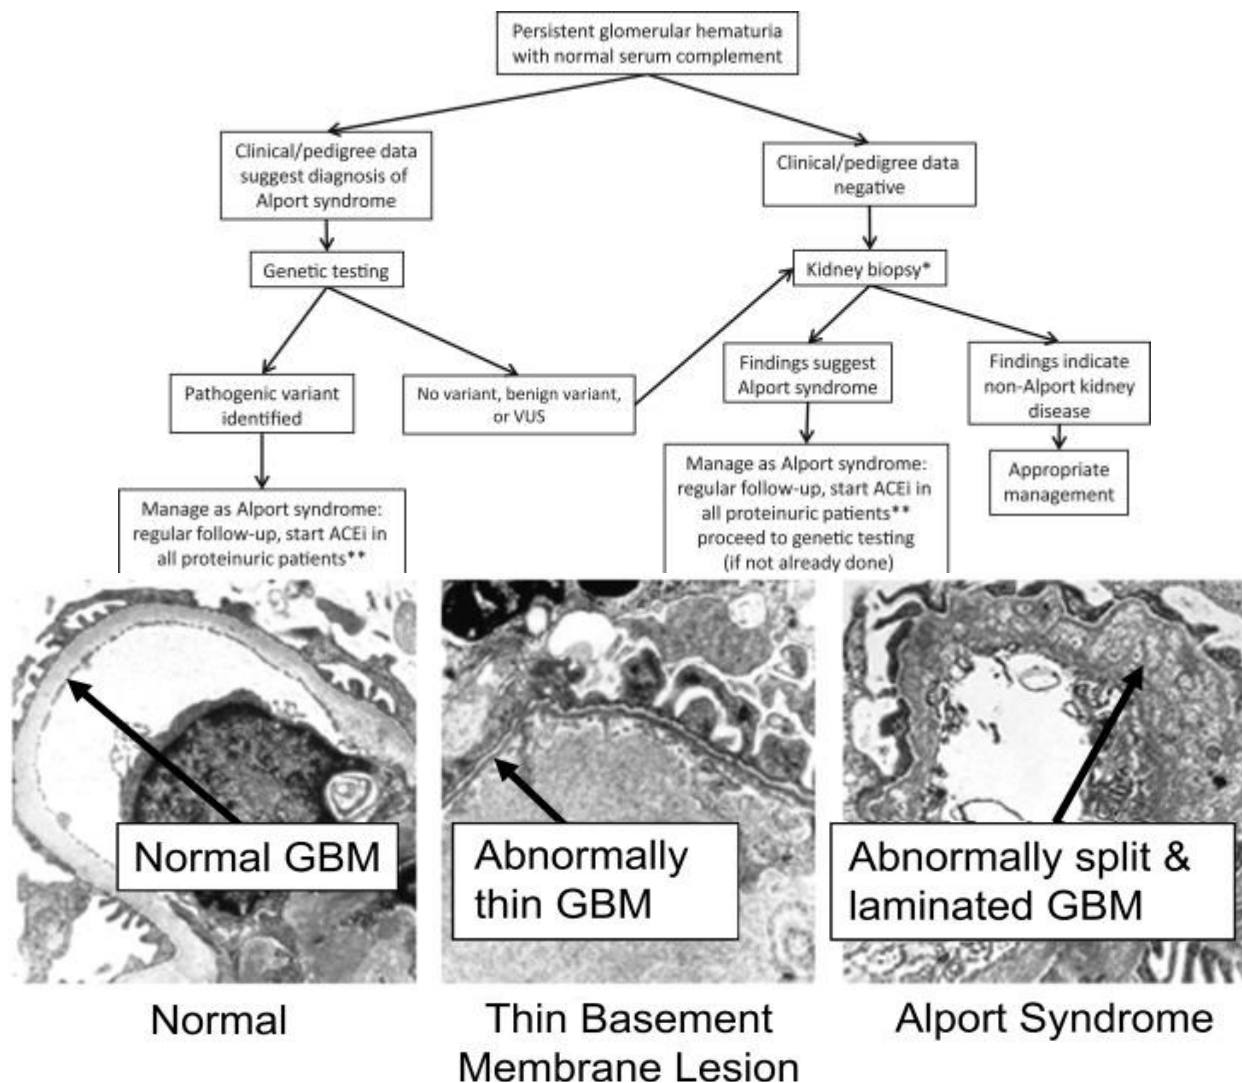 Persistent glomerular hematuria
with normal serum complement
Clinical/pedigree data
suggest diagnosis of
Alport syndrome
Clinical/pedigree data
negative
Genetic testing
Kidney biopsy*
Pathogenic variant
identified
No variant, benign variant,
or VUS
Findings suggest
Alport syndrome
Findings indicate
non-Alport kidney
disease
Manage as Alport syndrome:
regular follow-up, start ACEi in
all proteinuric patients**
Manage as Alport syndrome:
regular follow-up, start ACEi in
all proteinuric patients**
proceed to genetic testing
(if not already done)
Appropriate
management
Normal GBM
Abnormally
thin GBM
Abnormally split &
laminated GBM
Normal
Thin Basement
Membrane Lesion
Alport Syndrome